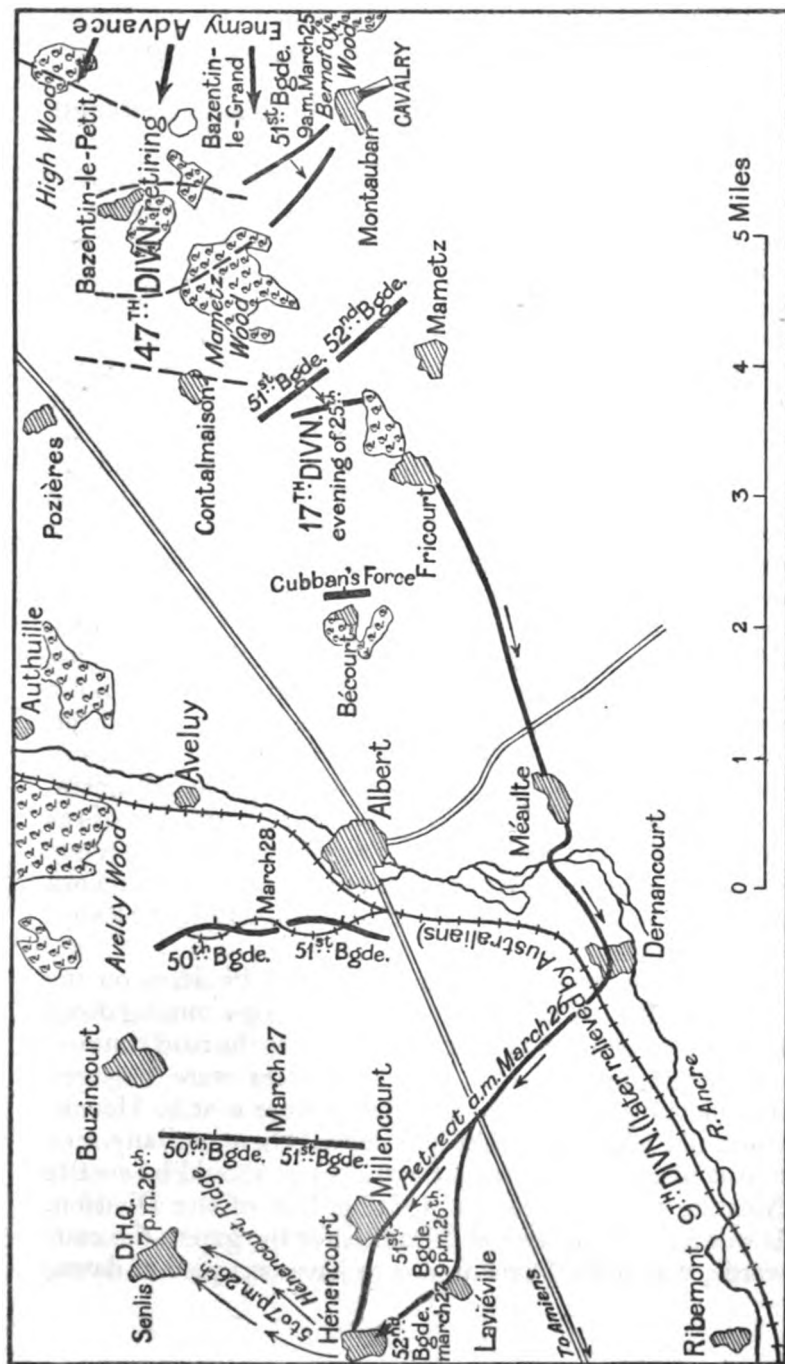 Senlis
D.H.Q.
1 p.m. 26th
Bouzincourt
Aveluy Wood
Authuille
Pozières
High Wood
Enemy Advance
5 to 7 p.m. 26th
Hénencourt Ridge
50th Bgde.
51st Bgde.
March 27
50th Bgde.
51st Bgde.
March 28
Aveluy
Contalmaison
Bazentin-le-Petit
47TH DIVN. retiring
Mametz Wood
Bazentin-le-Grand
Hénencourt
Millencourt
52nd Bgde.
march 27
51st Bgde.
9 p.m. 26th
Laviéville
Retreat a.m. March 26
Albert
Bécourt
Cubban's Force
17TH DIVN.
evening of 25th
51st Bgde.
52nd Bgde.
51st Bgde.
9 a.m. March 25
Bernafay Wood
Montauban
CAVALRY
Fricourt
Mametz
To Amiens
9TH DIVN. (later relieved by Australians)
Méaulte
Dernancourt
R. Ancre
Ribemont
0 1 2 3 4 5 Miles